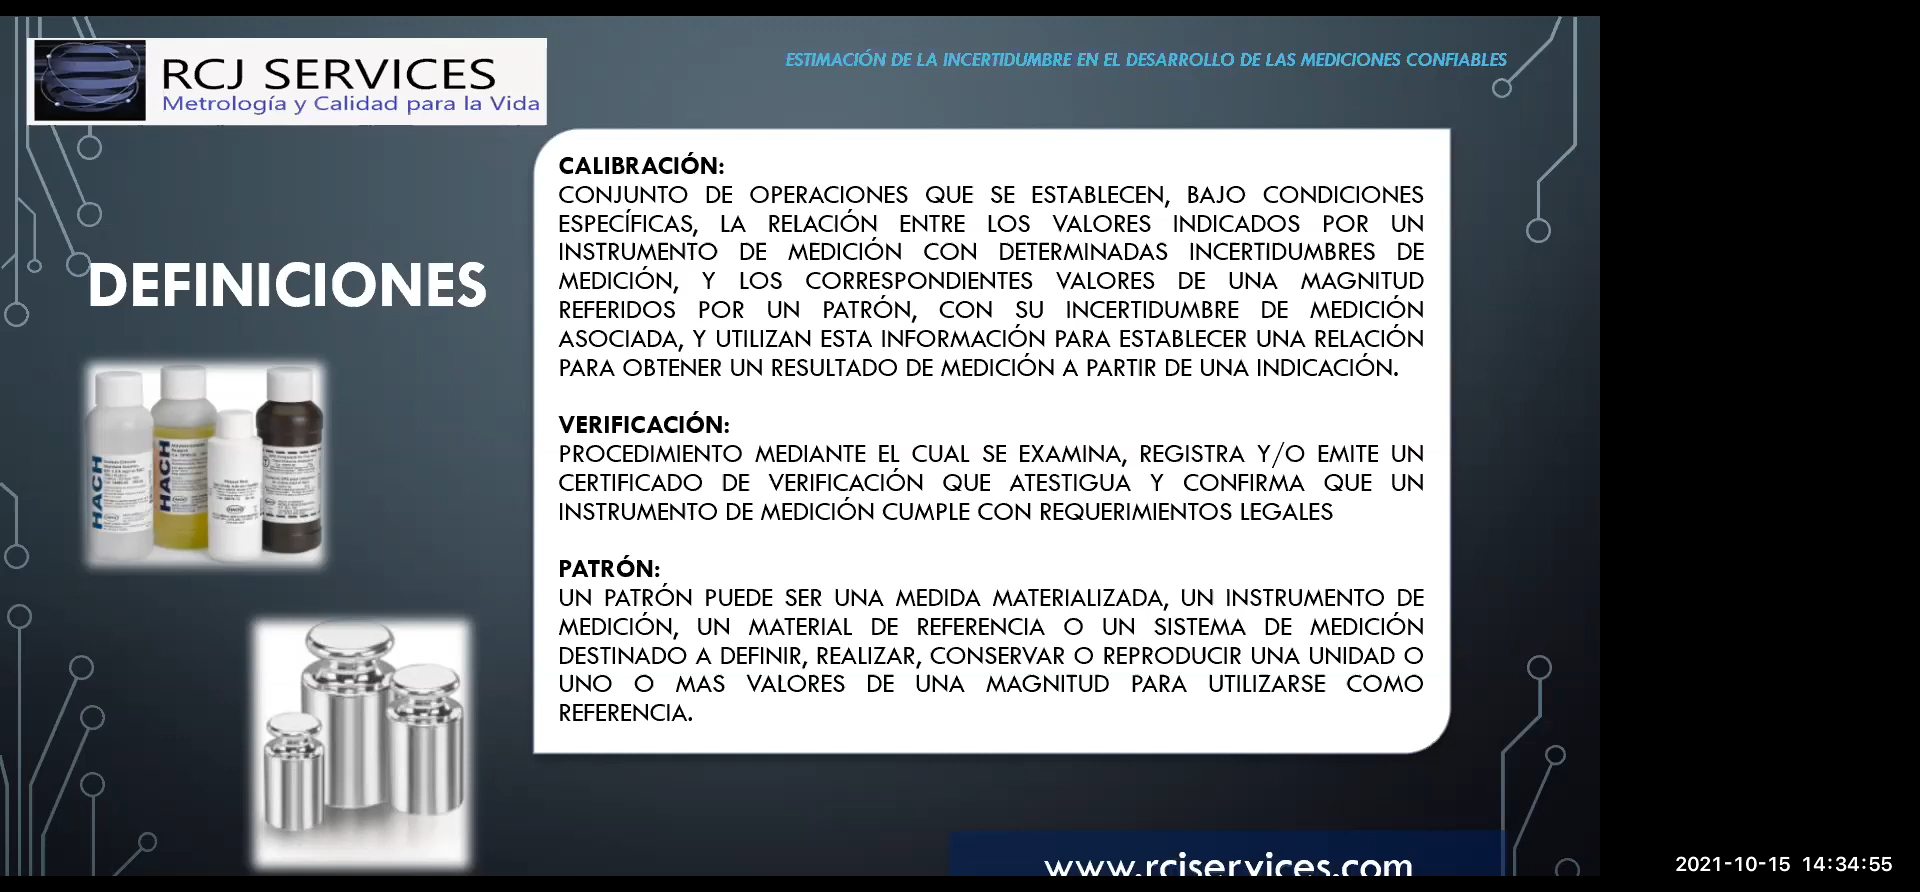 RCJ SERVICES
Metrología y Calidad para la Vida
ESTIMACIÓN DE LA INCERTIDUMBRE EN EL DESARROLLO DE LAS MEDICIONES CONFIABLES
DEFINICIONES
CALIBRACIÓN:
CONJUNTO DE OPERACIONES QUE SE ESTABLECEN, BAJO CONDICIONES
ESPECÍFICAS, LA RELACIÓN ENTRE LOS VALORES INDICADOS POR UN
INSTRUMENTO DE MEDICIÓN CON DETERMINADAS INCERTIDUMBRES DE
MEDICIÓN, Y LOS CORRESPONDIENTES VALORES DE UNA MAGNITUD
REFERIDOS POR UN PATRÓN, CON SU INCERTIDUMBRE DE MEDICIÓN
ASOCIADA, Y UTILIZAN ESTA INFORMACIÓN PARA ESTABLECER UNA RELACIÓN
PARA OBTENER UN RESULTADO DE MEDICIÓN A PARTIR DE UNA INDICACIÓN.
VERIFICACIÓN:
PROCEDIMIENTO MEDIANTE EL CUAL SE EXAMINA, REGISTRA Y/O EMITE UN
CERTIFICADO DE VERIFICACIÓN QUE ATESTIGUA Y CONFIRMA QUE UN
INSTRUMENTO DE MEDICIÓN CUMPLE CON REQUERIMIENTOS LEGALES
PATRÓN:
UN PATRÓN PUEDE SER UNA MEDIDA MATERIALIZADA, UN INSTRUMENTO DE
MEDICIÓN, UN MATERIAL DE REFERENCIA O UN SISTEMA DE MEDICIÓN
DESTINADO A DEFINIR, REALIZAR, CONSERVAR O REPRODUCIR UNA UNIDAD O
UNO O MAS VALORES DE UNA MAGNITUD PARA UTILIZARSE COMO
REFERENCIA.
HACH
HACH
www.rcjservices.com
2021-10-15 14:34:55